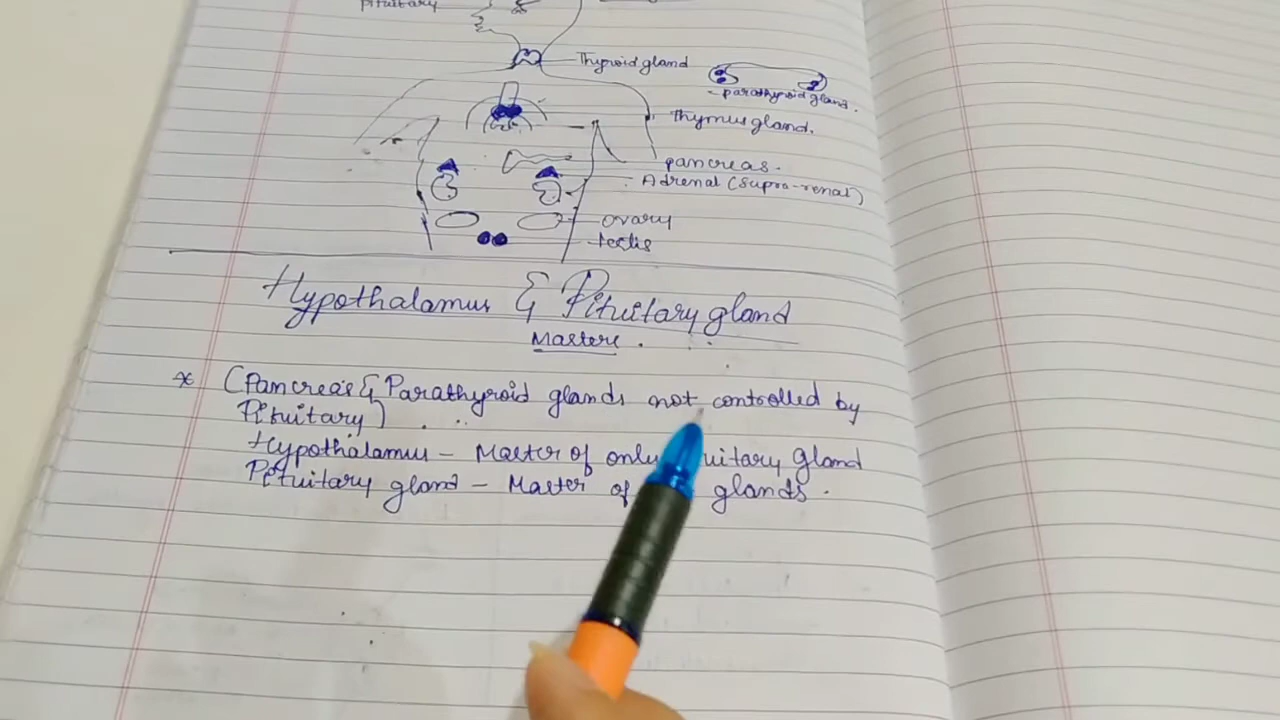 Pituitary
Thyroid gland
- parathyroid gland.
Thymus gland.
pancreas.
Adrenal (supra-renal)
ovary
testis
Hypothalamus & Pituitary gland
Master .
* (Pancreas & Parathyroid glands not controlled by
Pituitary) .
Hypothalamus - Master of only Gland
Pituitary gland - Master of glands.